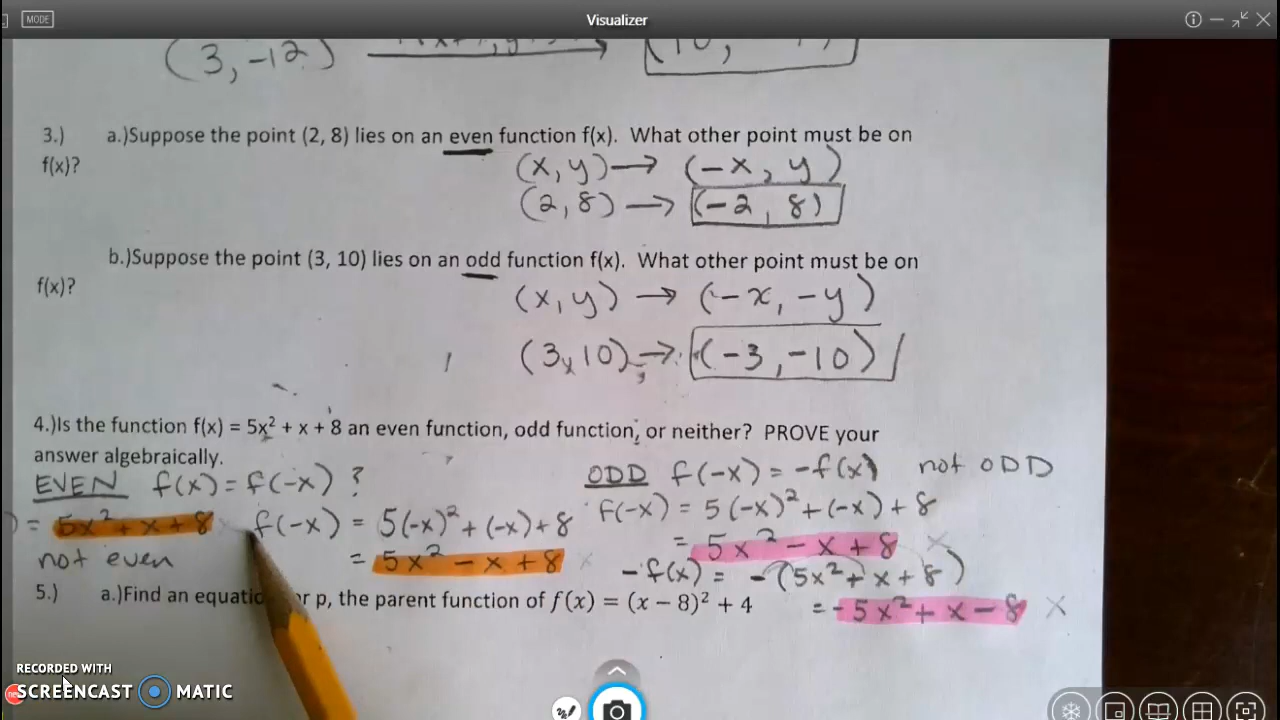 MODE
Visualizer
(3, -12)
3.) a.)Suppose the point (2, 8) lies on an even function f(x). What other point must be on
f(x)?
(x, y) → (-x, y)
(2, 8) → (-2, 8)
b.)Suppose the point (3, 10) lies on an odd function f(x). What other point must be on
f(x)?
(x, y) → (-x, -y)
(3, 10) → (-3, -10)
4.)Is the function f(x) = 5x² + x + 8 an even function, odd function, or neither? PROVE your
answer algebraically.
EVEN f(x) = f(-x) ?
) = 5x² + x + 8 x f(-x) = 5(-x)² + (-x) + 8
= 5x² - x + 8 x
not even
ODD f(-x) = -f(x) not ODD
f(-x) = 5(-x)² + (-x) + 8
= 5x² - x + 8 x
-f(x) = -(5x² + x + 8)
= -5x² + x - 8 x
5.) a.)Find an equation or p, the parent function of f(x) = (x − 8)² + 4
RECORDED WITH
SCREENCAST MATIC